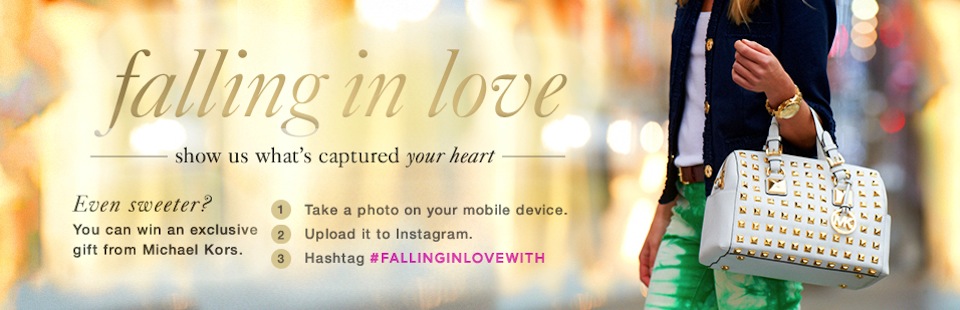 falling in love
show us what's captured your heart
Even sweeter?
You can win an exclusive
gift from Michael Kors.
1 Take a photo on your mobile device.
2 Upload it to Instagram.
3 Hashtag #FALLINGINLOVEWITH
MK